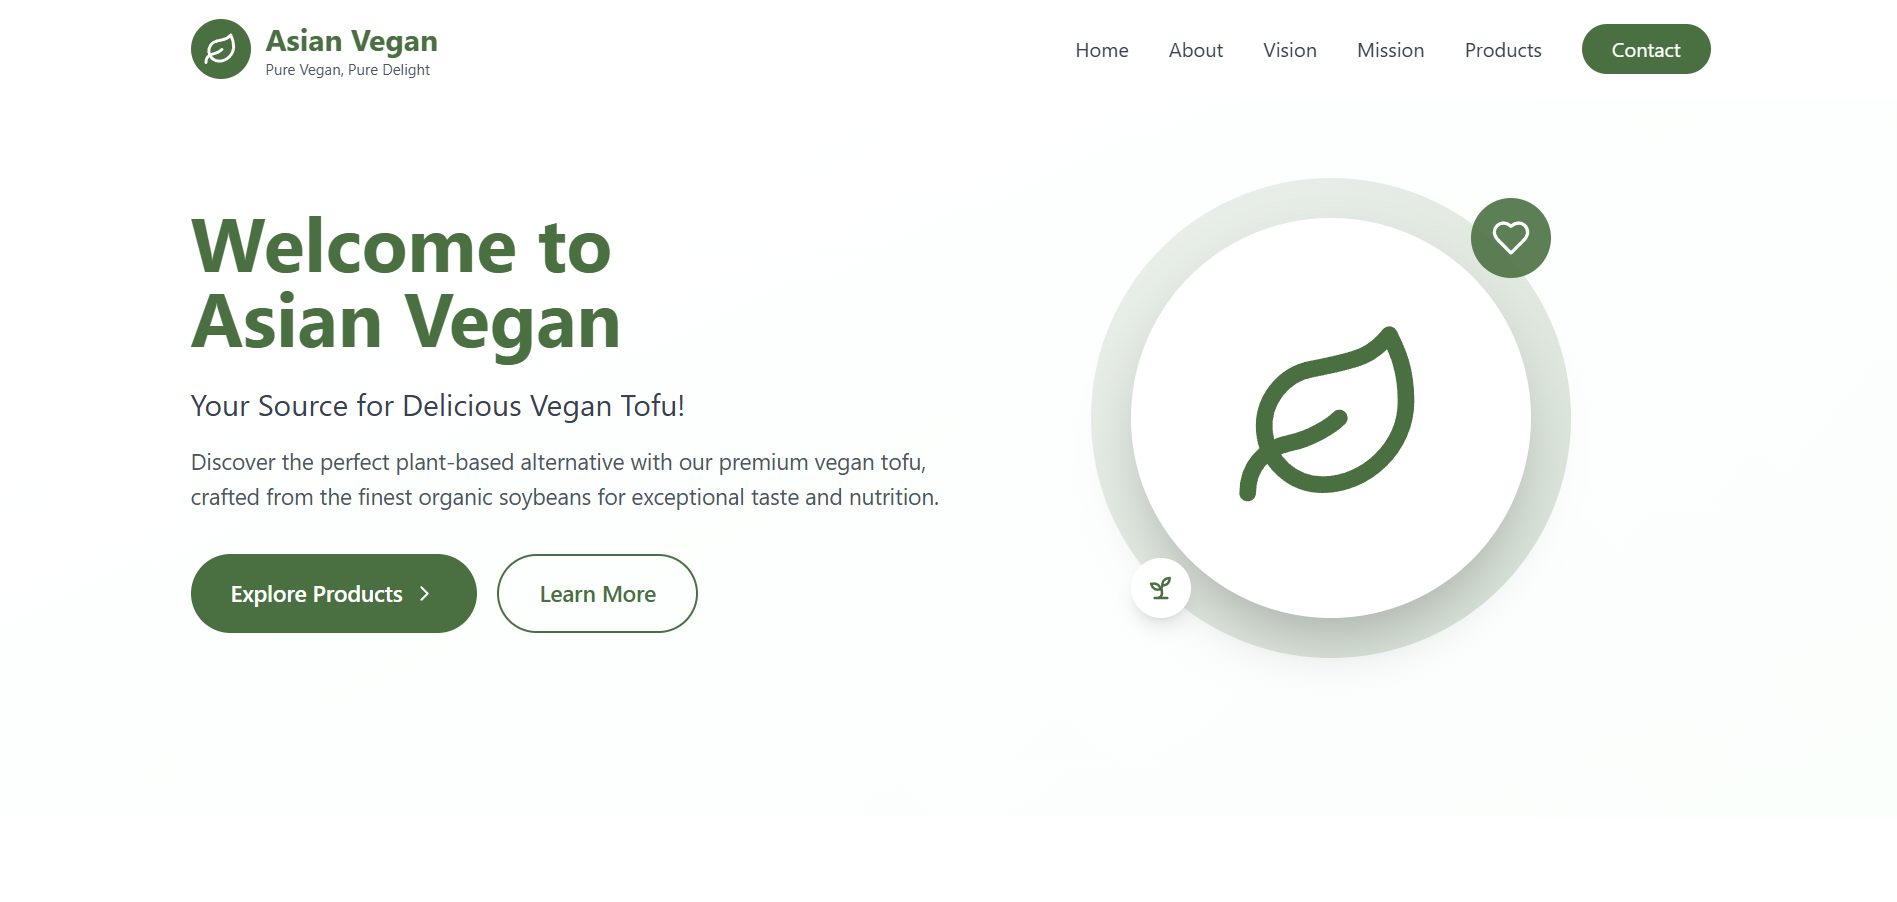 Asian Vegan
Pure Vegan, Pure Delight
Home
About
Vision
Mission
Products
Contact
Welcome to
Asian Vegan
Your Source for Delicious Vegan Tofu!
Discover the perfect plant-based alternative with our premium vegan tofu,
crafted from the finest organic soybeans for exceptional taste and nutrition.
Explore Products
Learn More